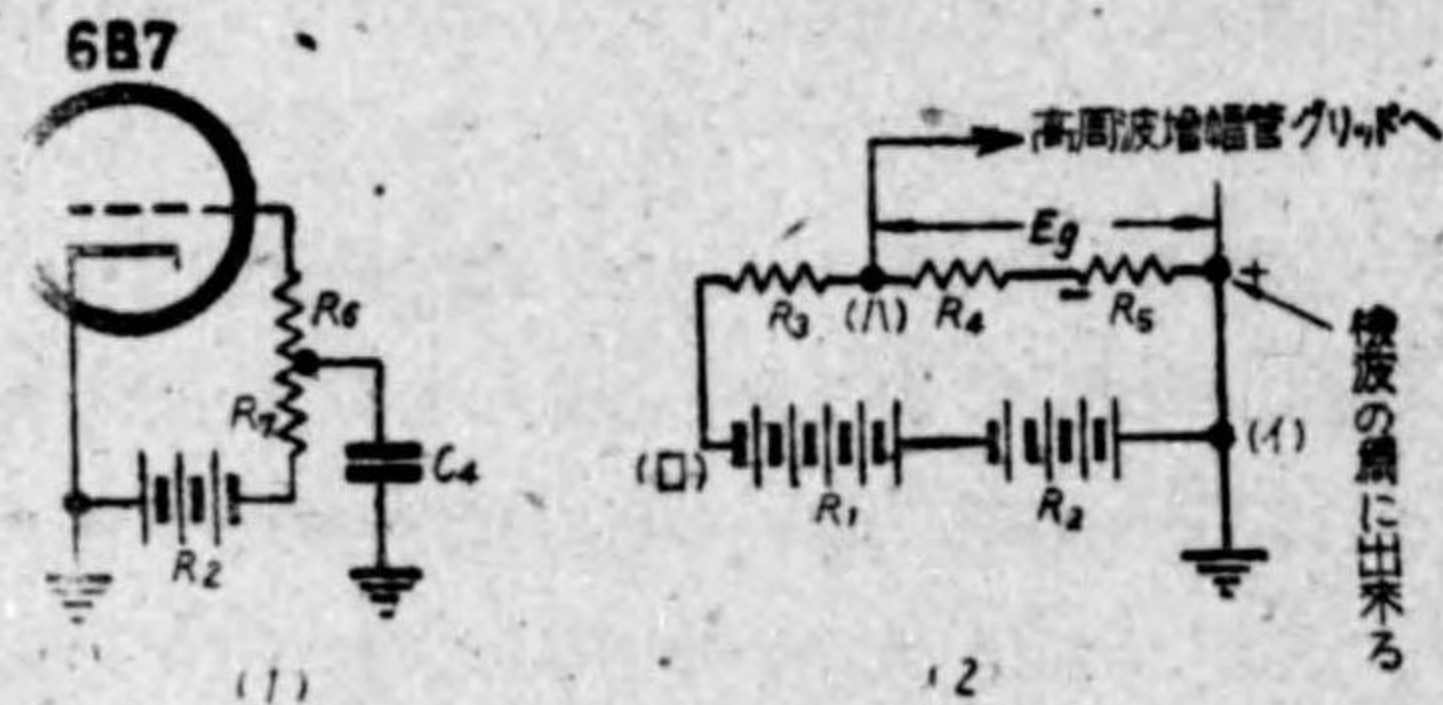 6B7
R6
R7
C4
R2
(1)
高周波増幅管グリッドへ
Eg
R3
(ハ)
R4
−
R5
+
(ロ)
R1
R2
(イ)
検波の際に出来る
(2)